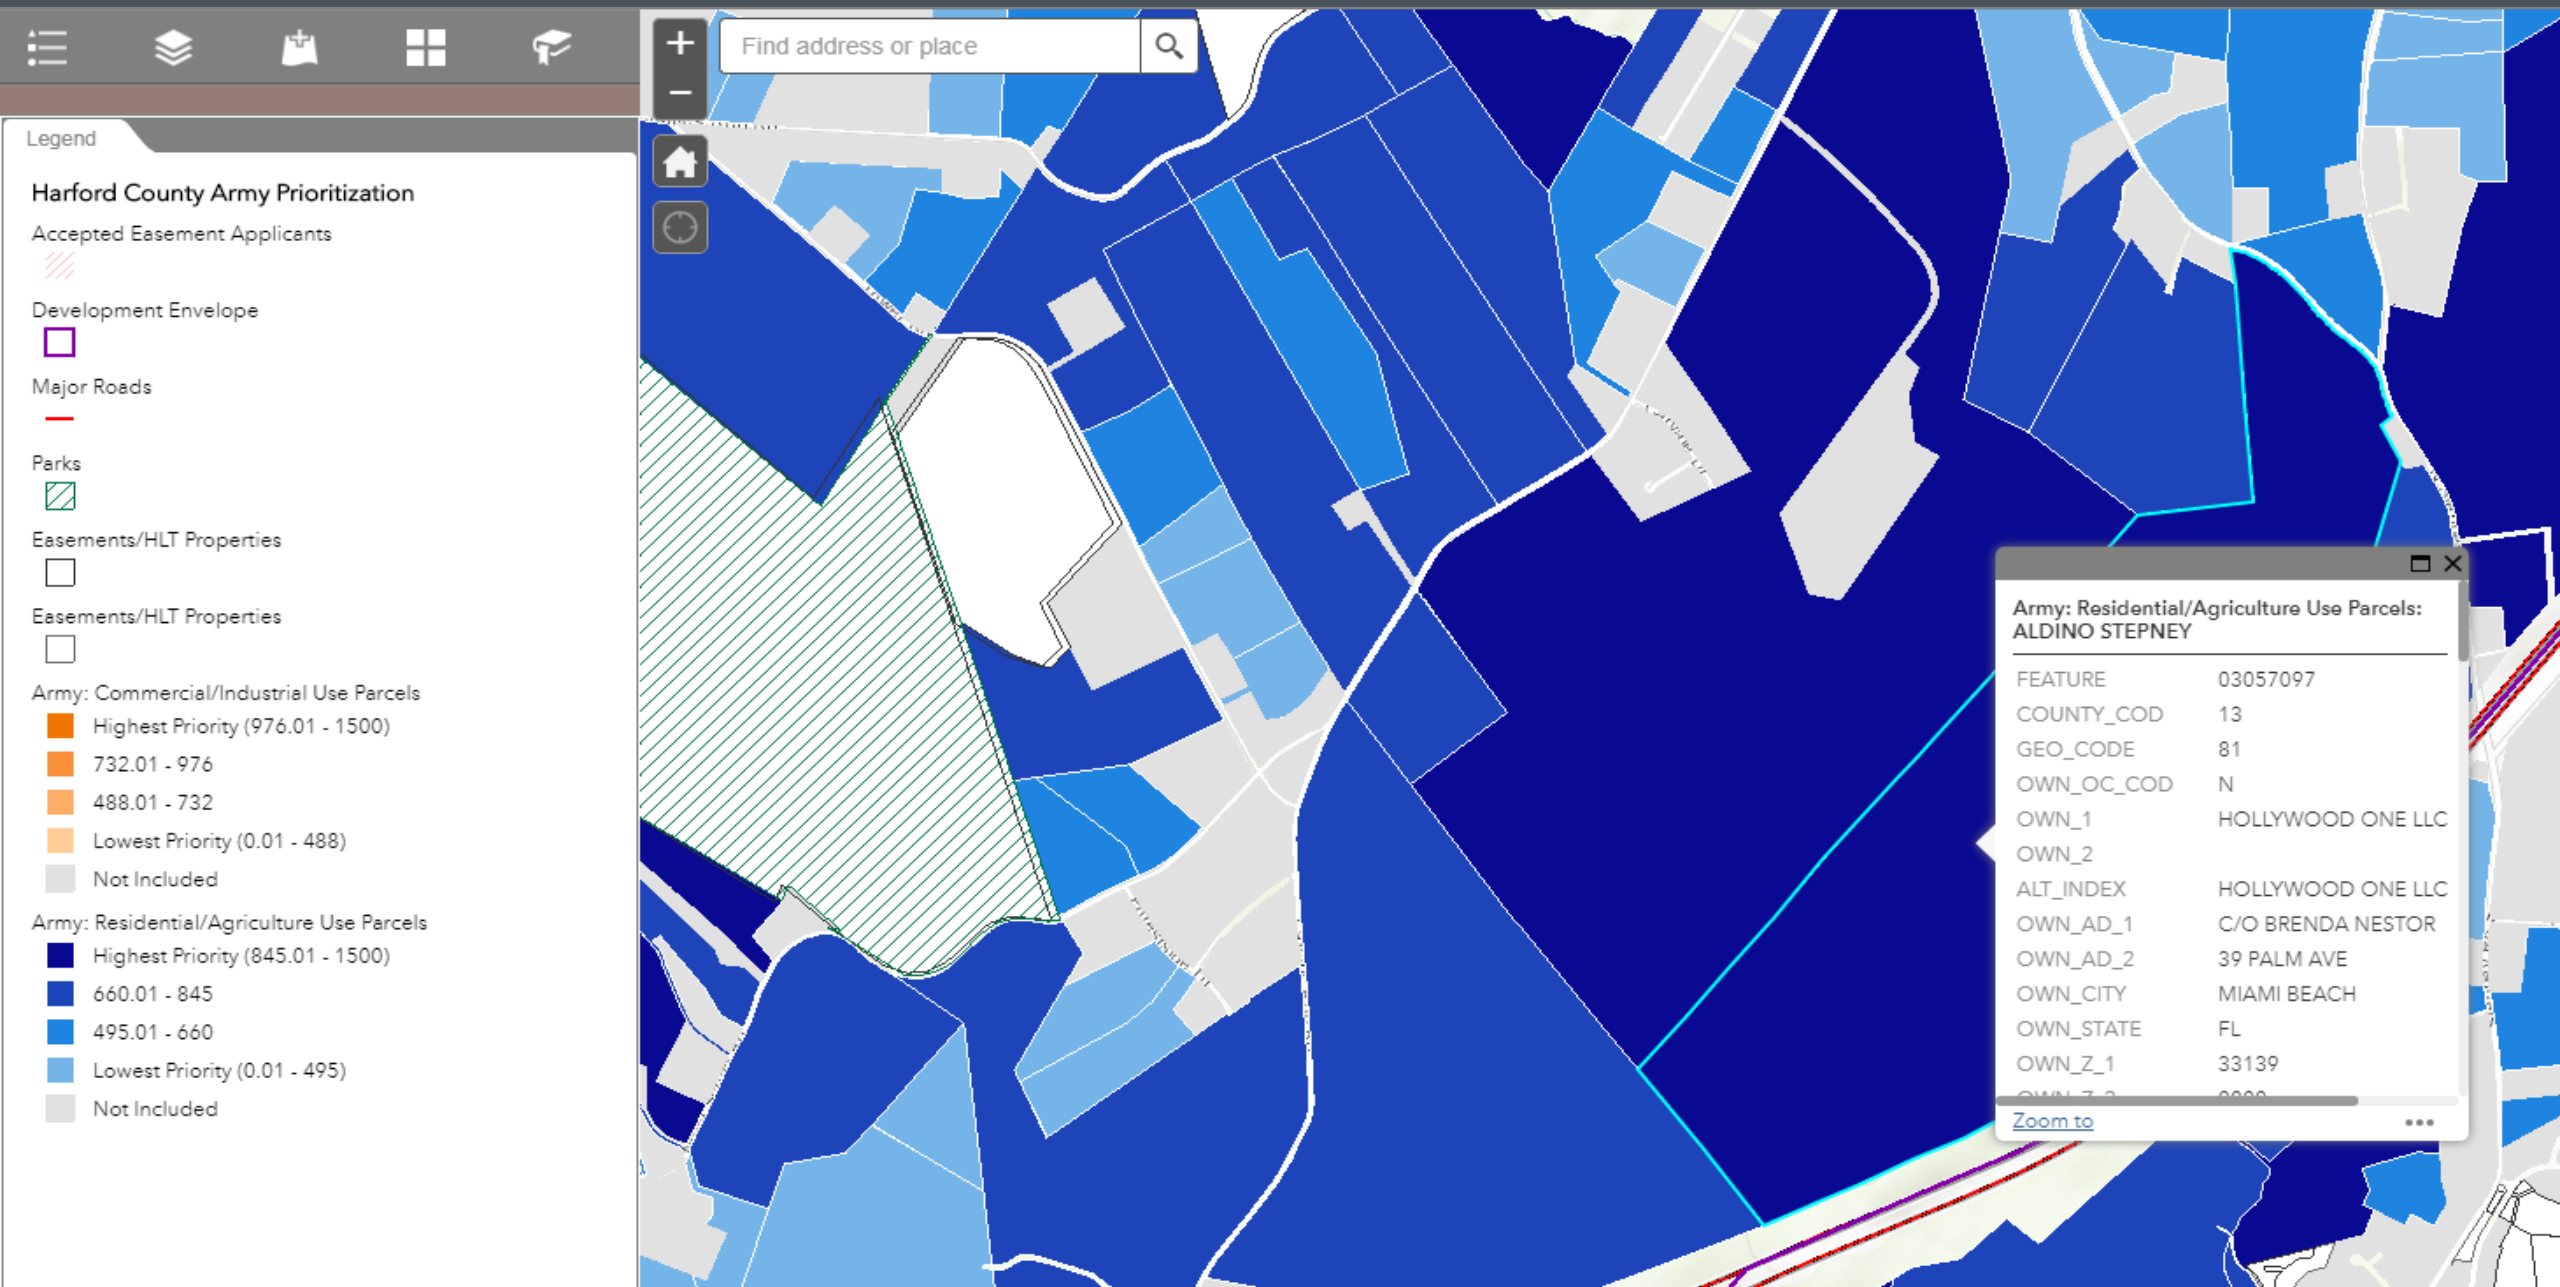 Find address or place
Legend
Harford County Army Prioritization
Accepted Easement Applicants
Development Envelope
Major Roads
Parks
Easements/HLT Properties
Easements/HLT Properties
Army: Commercial/Industrial Use Parcels
Highest Priority (976.01 - 1500)
732.01 - 976
488.01 - 732
Lowest Priority (0.01 - 488)
Not Included
Army: Residential/Agriculture Use Parcels
Highest Priority (845.01 - 1500)
660.01 - 845
495.01 - 660
Lowest Priority (0.01 - 495)
Not Included
Army: Residential/Agriculture Use Parcels:
ALDINO STEPNEY
FEATURE 03057097
COUNTY_COD 13
GEO_CODE 81
OWN_OC_COD N
OWN_1 HOLLYWOOD ONE LLC
OWN_2
ALT_INDEX HOLLYWOOD ONE LLC
OWN_AD_1 C/O BRENDA NESTOR
OWN_AD_2 39 PALM AVE
OWN_CITY MIAMI BEACH
OWN_STATE FL
OWN_Z_1 33139
Zoom to